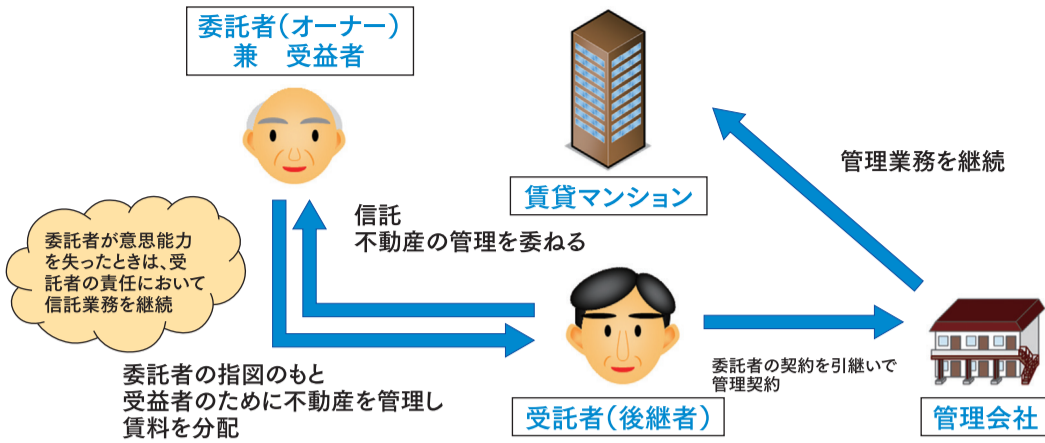 委託者（オーナー）
兼　受益者
賃貸マンション
管理業務を継続
信託
不動産の管理を委ねる
委託者が意思能力
を失ったときは、受
託者の責任において
信託業務を継続
委託者の指図のもと
受益者のために不動産を管理し
賃料を分配
委託者の契約を引継いで
管理契約
受託者（後継者）
管理会社